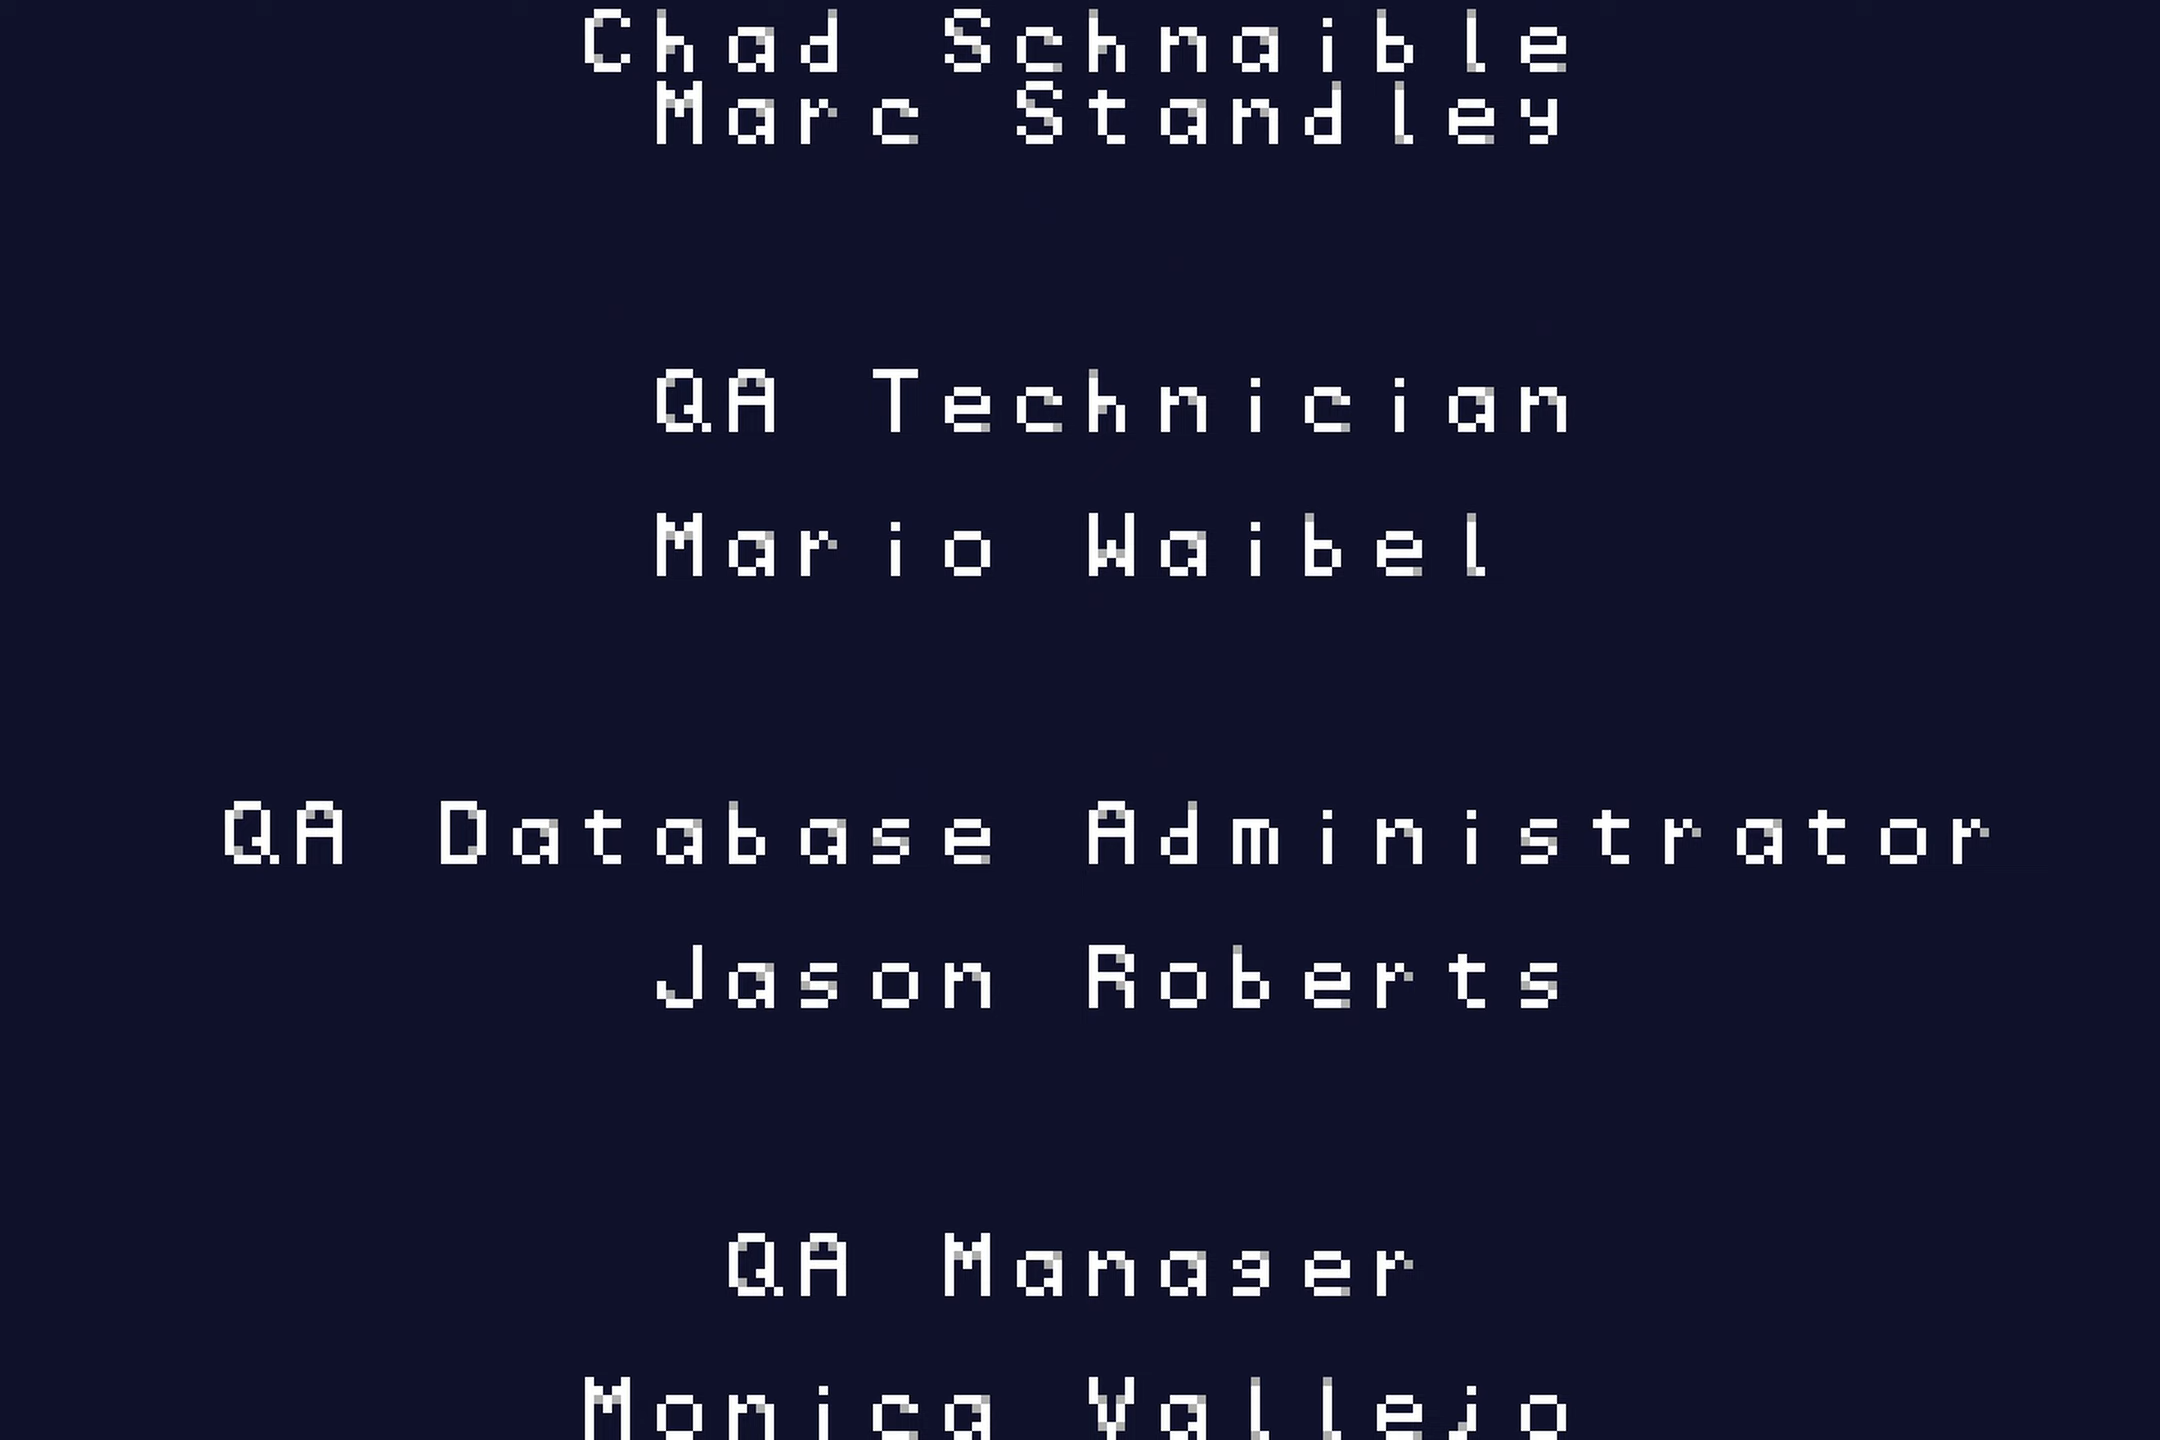 Chad Schnaible
Marc Standley
QA Technician
Mario Waibel
QA Database Administrator
Jason Roberts
QA Manager
Monica Vallejo